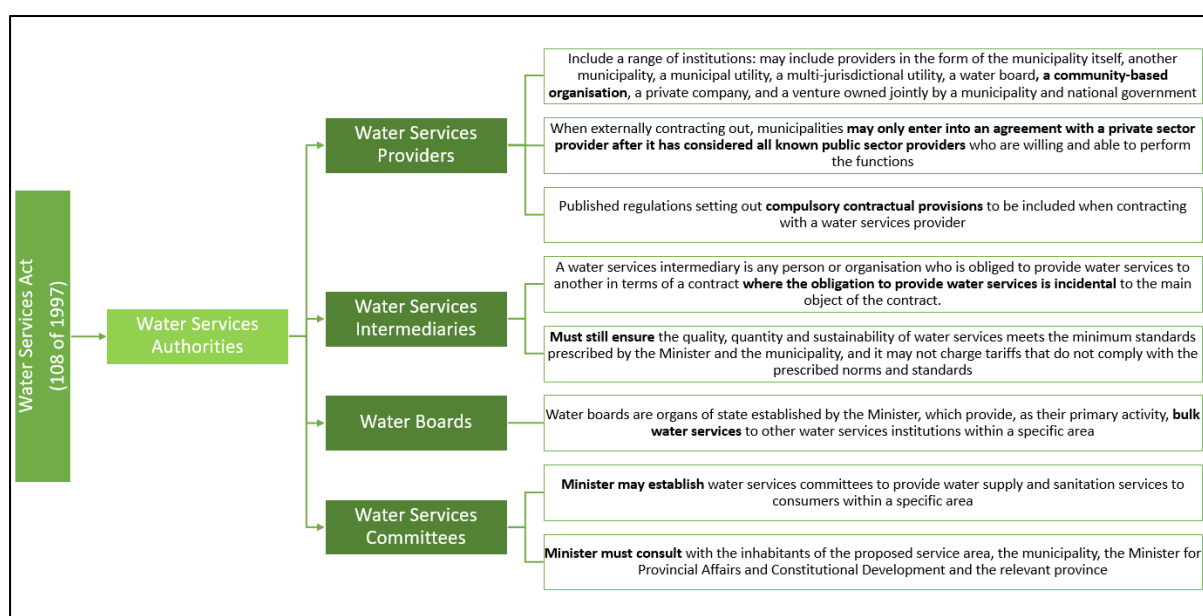 Water Services Act
(108 of 1997)
Water Services
Authorities
Water Services
Providers
Include a range of institutions: may include providers in the form of the municipality itself, another
municipality, a municipal utility, a multi-jurisdictional utility, a water board, a community-based
organisation, a private company, and a venture owned jointly by a municipality and national government
When externally contracting out, municipalities may only enter into an agreement with a private sector
provider after it has considered all known public sector providers who are willing and able to perform
the functions
Published regulations setting out compulsory contractual provisions to be included when contracting
with a water services provider
Water Services
Intermediaries
A water services intermediary is any person or organisation who is obliged to provide water services to
another in terms of a contract where the obligation to provide water services is incidental to the main
object of the contract.
Must still ensure the quality, quantity and sustainability of water services meets the minimum standards
prescribed by the Minister and the municipality, and it may not charge tariffs that do not comply with the
prescribed norms and standards
Water Boards
Water boards are organs of state established by the Minister, which provide, as their primary activity, bulk
water services to other water services institutions within a specific area
Water Services
Committees
Minister may establish water services committees to provide water supply and sanitation services to
consumers within a specific area
Minister must consult with the inhabitants of the proposed service area, the municipality, the Minister for
Provincial Affairs and Constitutional Development and the relevant province